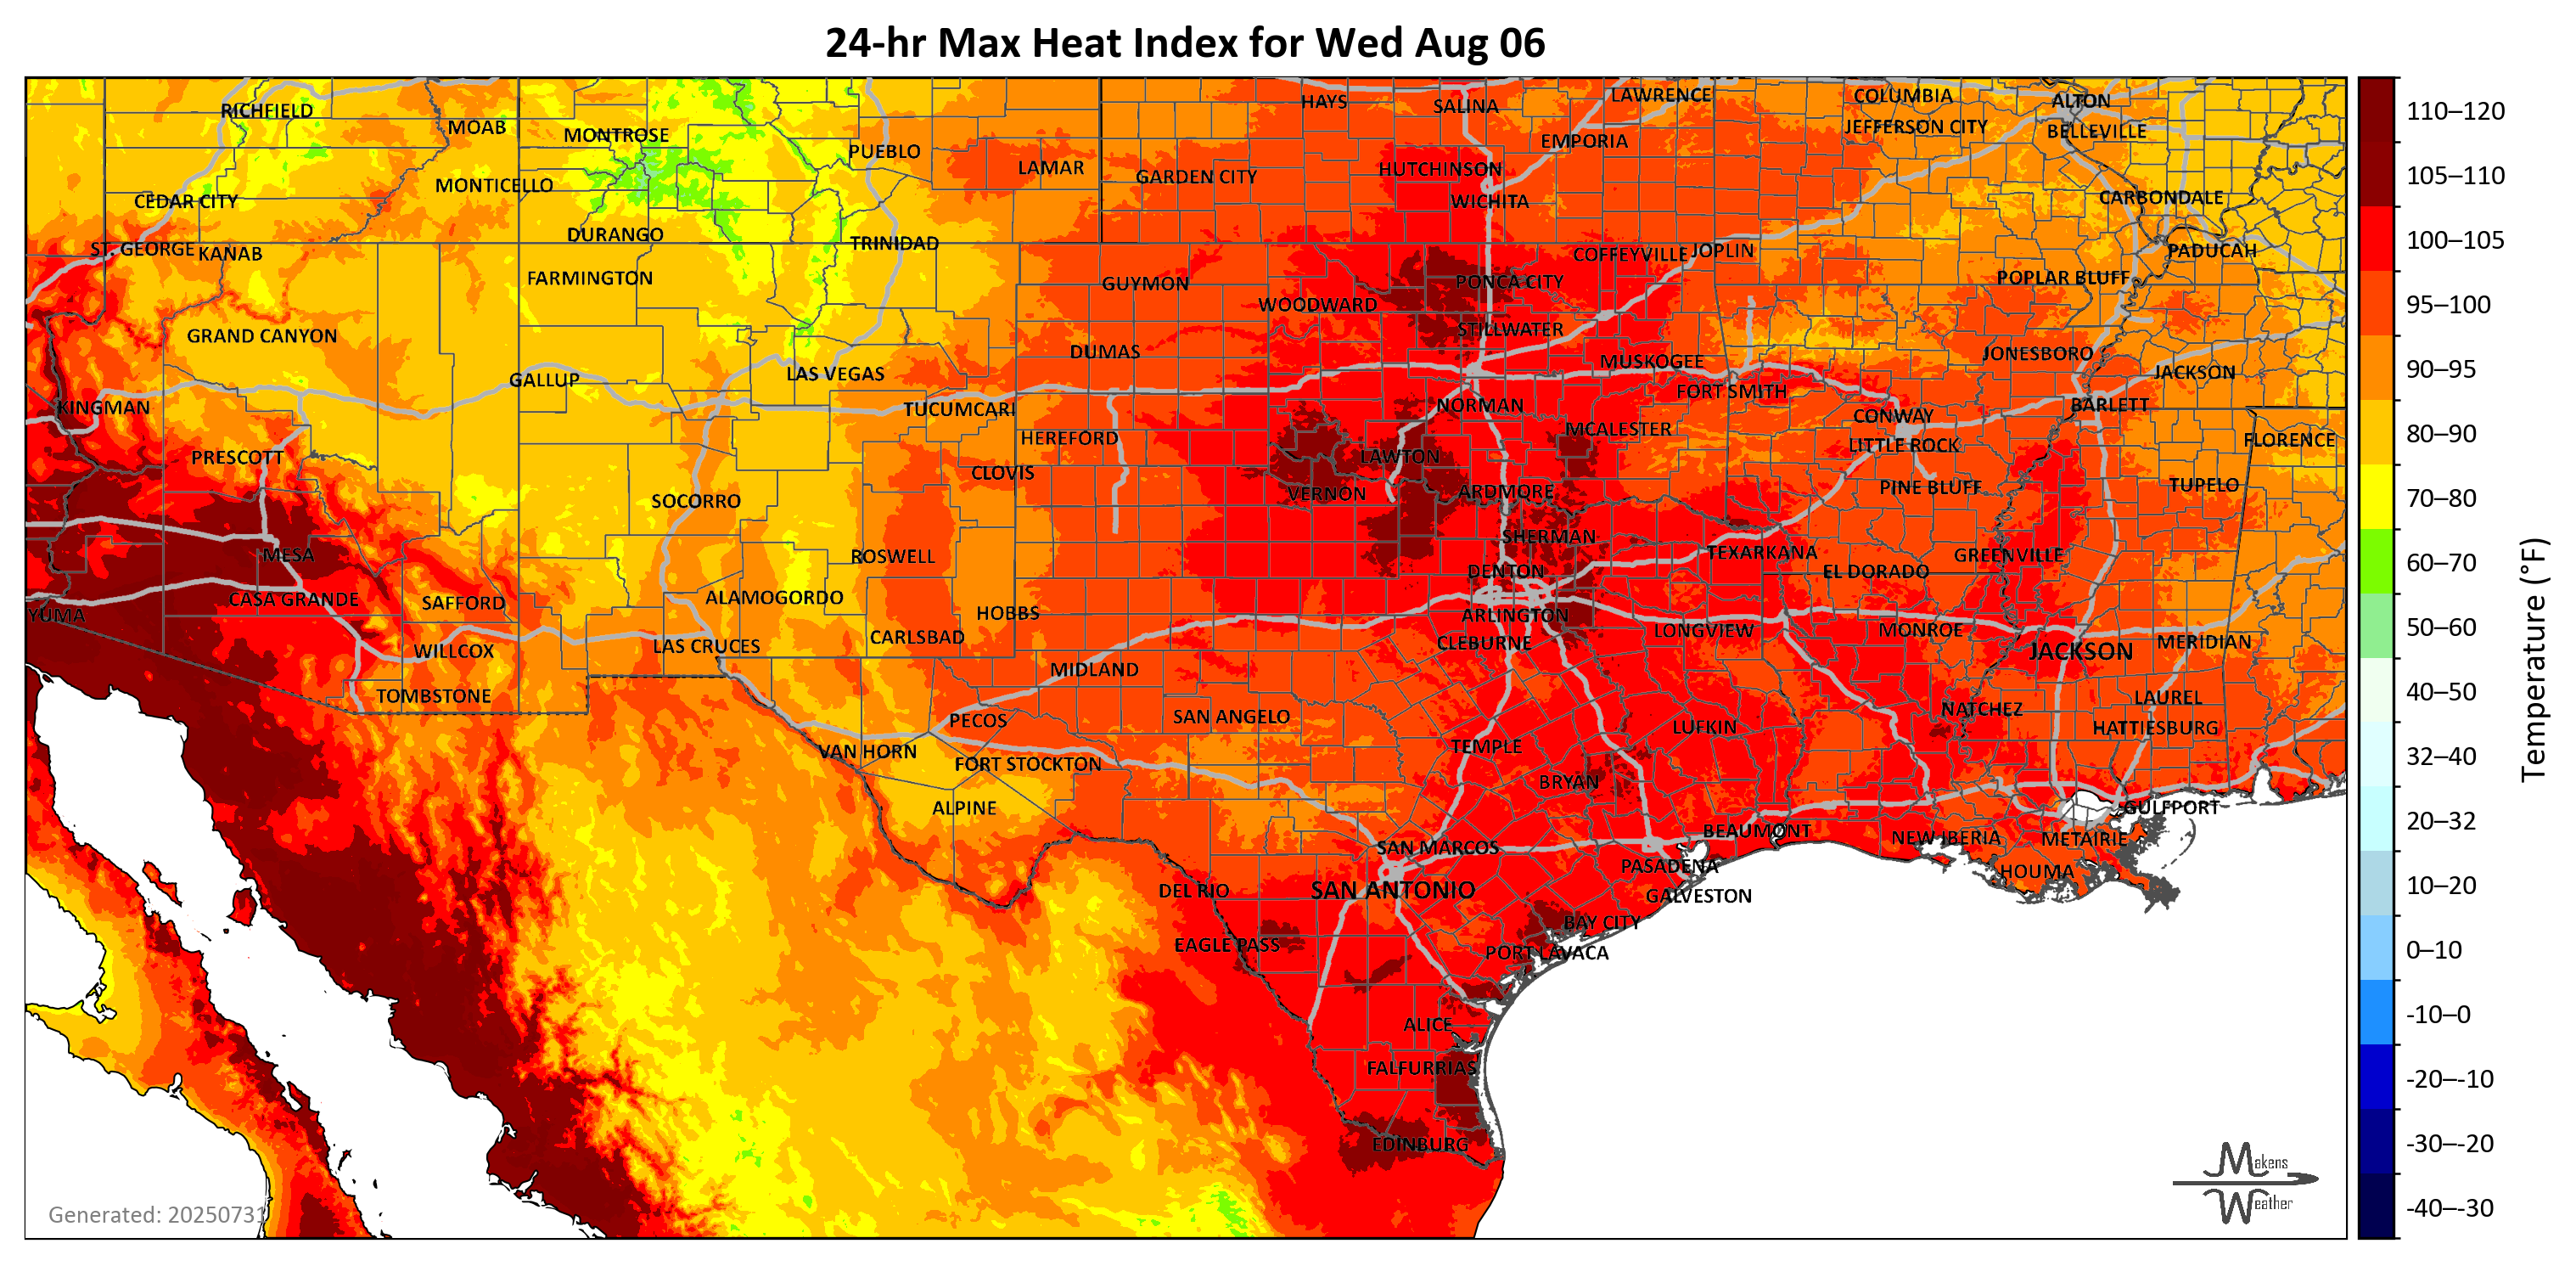 24-hr Max Heat Index for Wed Aug 06
RICHFIELD
MOAB
MONTROSE
PUEBLO
LAMAR
HAYS
SALINA
LAWRENCE
COLUMBIA
ALTON
JEFFERSON CITY
BELLEVILLE
EMPORIA
GARDEN CITY
HUTCHINSON
WICHITA
CEDAR CITY
MONTICELLO
CARBONDALE
ST. GEORGE
KANAB
DURANGO
TRINIDAD
COFFEYVILLE
JOPLIN
PADUCAH
FARMINGTON
GUYMON
PONCA CITY
POPLAR BLUFF
WOODWARD
STILLWATER
GRAND CANYON
DUMAS
MUSKOGEE
JONESBORO
JACKSON
GALLUP
LAS VEGAS
FORT SMITH
KINGMAN
TUCUMCARI
NORMAN
CONWAY
BARLETT
HEREFORD
MCALESTER
LITTLE ROCK
FLORENCE
PRESCOTT
CLOVIS
LAWTON
SOCORRO
VERNON
ARDMORE
PINE BLUFF
TUPELO
MESA
ROSWELL
SHERMAN
TEXARKANA
GREENVILLE
DENTON
EL DORADO
CASA GRANDE
SAFFORD
ALAMOGORDO
HOBBS
YUMA
ARLINGTON
LAS CRUCES
CARLSBAD
CLEBURNE
LONGVIEW
MONROE
WILLCOX
JACKSON
MERIDIAN
MIDLAND
TOMBSTONE
LAUREL
PECOS
SAN ANGELO
NATCHEZ
LUFKIN
HATTIESBURG
VAN HORN
FORT STOCKTON
TEMPLE
BRYAN
ALPINE
GULFPORT
BEAUMONT
NEW IBERIA
METAIRIE
SAN MARCOS
PASADENA
HOUMA
DEL RIO
SAN ANTONIO
GALVESTON
BAY CITY
EAGLE PASS
PORT LAVACA
ALICE
FALFURRIAS
EDINBURG
Generated: 20250731
Makens
Weather
110–120
105–110
100–105
95–100
90–95
80–90
70–80
60–70
50–60
40–50
32–40
20–32
10–20
0–10
-10–0
-20–-10
-30–-20
-40–-30
Temperature (°F)